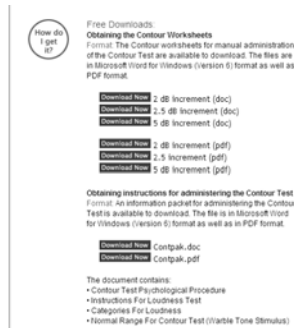 How do
I get
it?
Free Downloads:
Obtaining the Contour Worksheets
Format: The Contour worksheets for manual administration
of the Contour Test are available to download. The files are
in Microsoft Word for Windows (Version 6) format as well as
PDF format.
Download Now 2 dB Increment (doc)
Download Now 2.5 dB Increment (doc)
Download Now 5 dB Increment (doc)
Download Now 2 dB Increment (pdf)
Download Now 2.5 Increment (pdf)
Download Now 5 dB Increment (pdf)
Obtaining instructions for administering the Contour Test
Format: An information packet for administering the Contour
Test is available to download. The file is in Microsoft Word
for Windows (Version 6) format as well as in PDF format.
Download Now Contpak.doc
Download Now Contpak.pdf
The document contains:
• Contour Test Psychological Procedure
• Instructions For Loudness Test
• Categories For Loudness
• Normal Range For Contour Test (Warble Tone Stimulus)